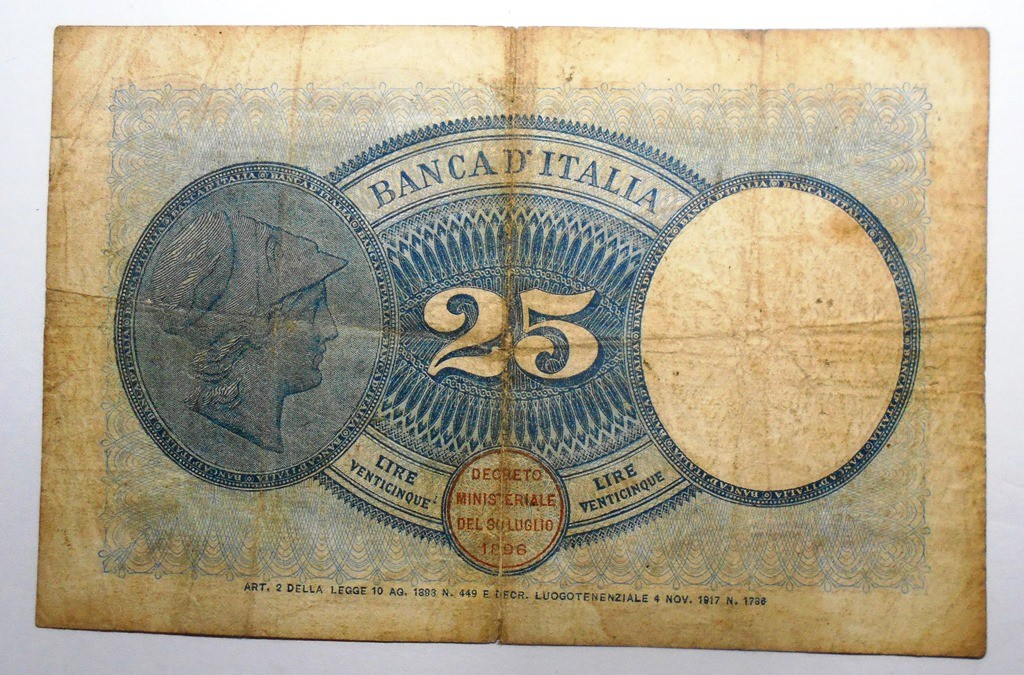 BANCA D'ITALIA
25
LIRE
VENTICINQUE
LIRE
VENTICINQUE
DECRETO
MINISTERIALE
DEL 30 LUGLIO
1896
ART. 2 DELLA LEGGE 10 AG. 1893 N. 449 E DECR. LUOGOTENENZIALE 4 NOV. 1917 N. 1786